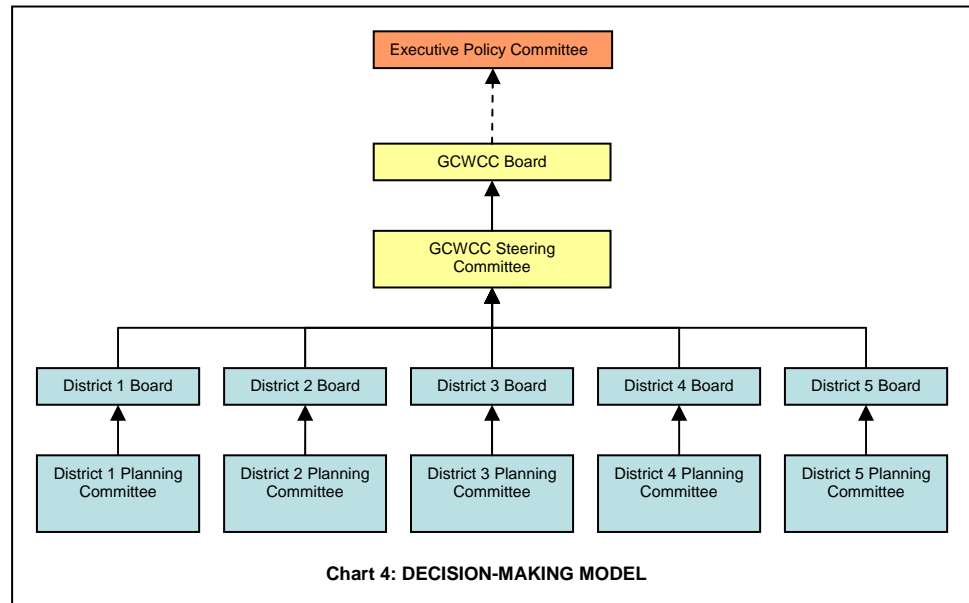 Executive Policy Committee
GCWCC Board
GCWCC Steering
Committee
District 1 Board
District 2 Board
District 3 Board
District 4 Board
District 5 Board
District 1 Planning
Committee
District 2 Planning
Committee
District 3 Planning
Committee
District 4 Planning
Committee
District 5 Planning
Committee
Chart 4: DECISION-MAKING MODEL